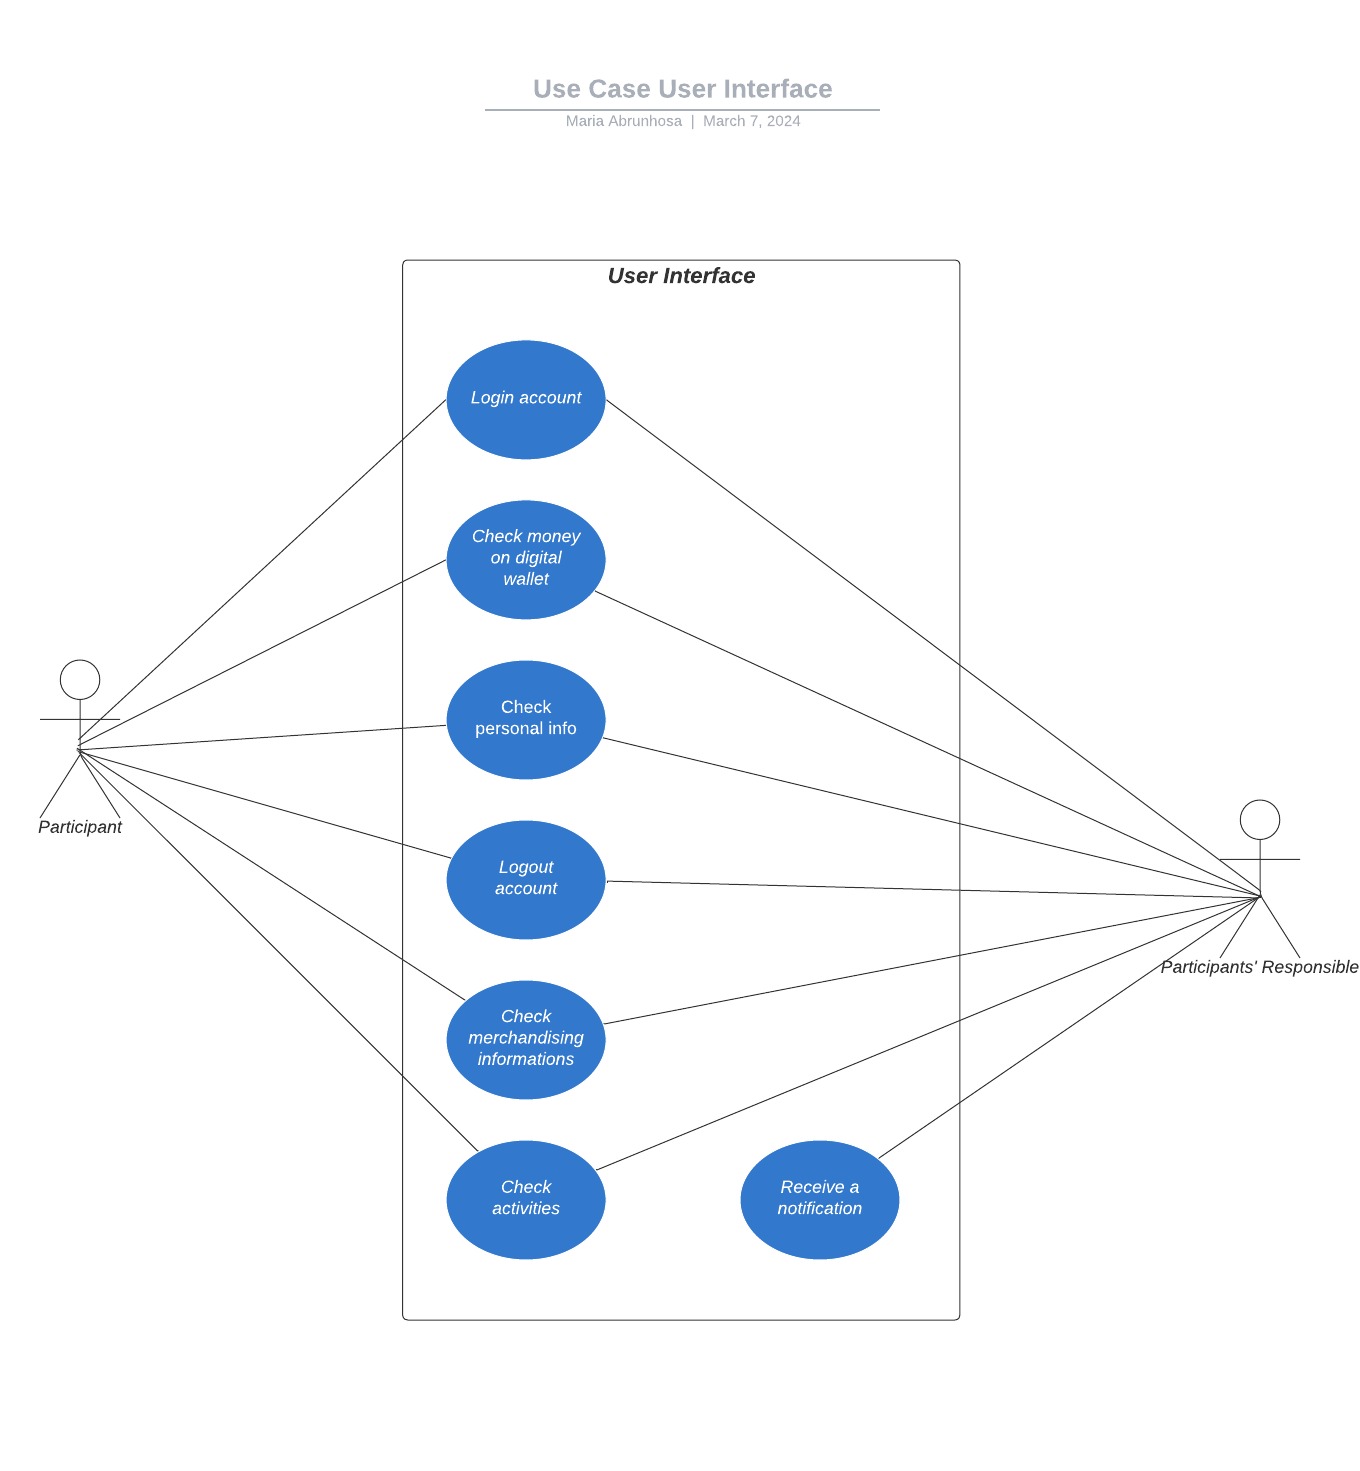 Use Case User Interface
Maria Abrunhosa | March 7, 2024
User Interface
Login account
Check money
on digital
wallet
Check
personal info
Participant
Logout
account
Participants' Responsible
Check
merchandising
informations
Check
activities
Receive a
notification